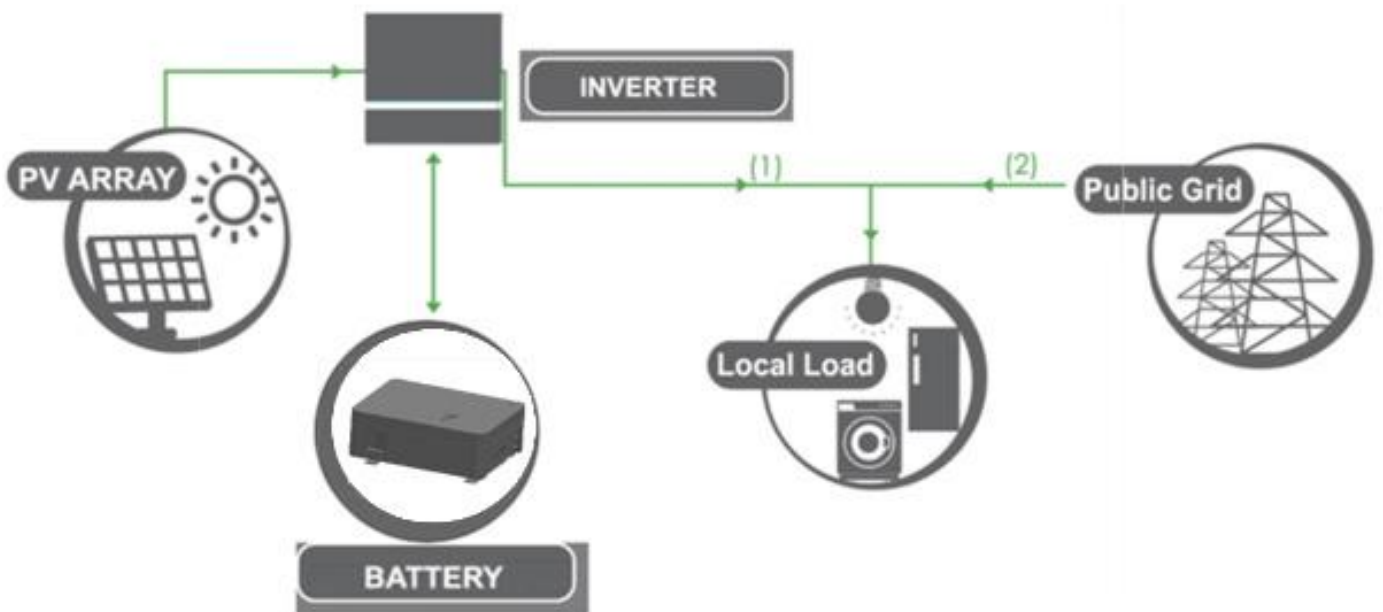 INVERTER
PV ARRAY
(1)
(2)
Public Grid
Local Load
BATTERY